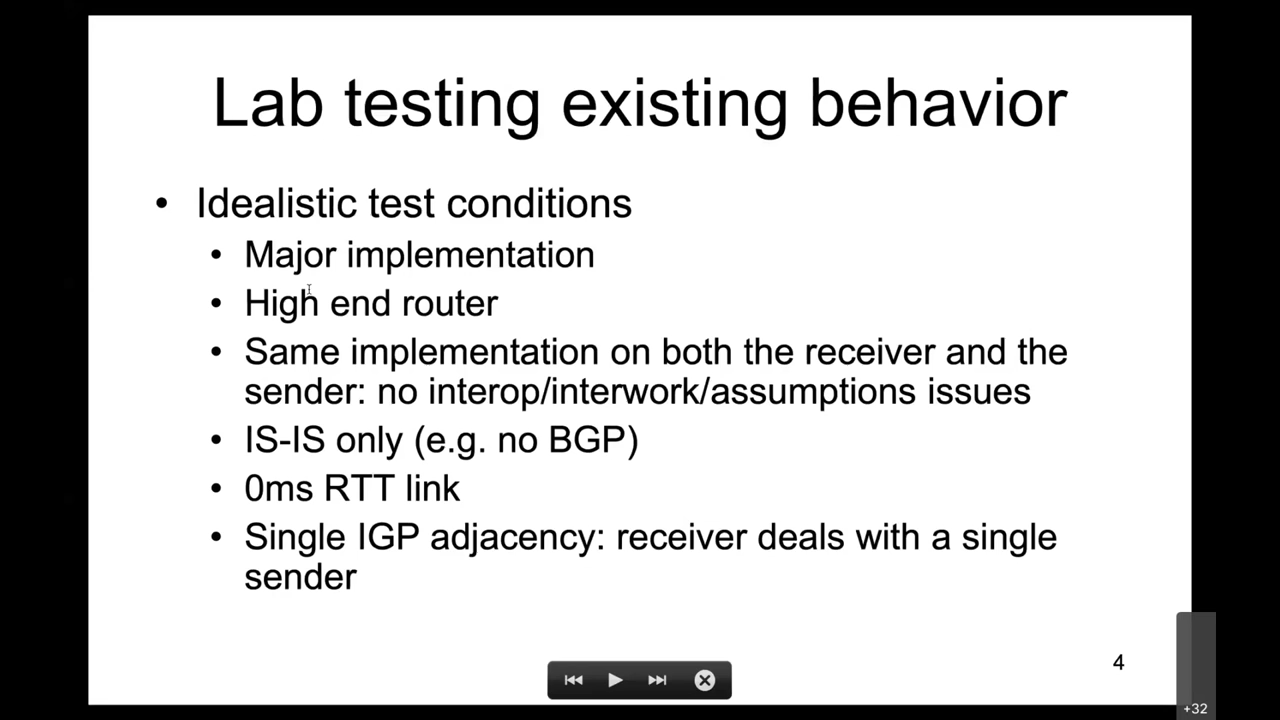 Lab testing existing behavior
• Idealistic test conditions
• Major implementation
• High end router
• Same implementation on both the receiver and the
sender: no interop/interwork/assumptions issues
• IS-IS only (e.g. no BGP)
• 0ms RTT link
• Single IGP adjacency: receiver deals with a single
sender
4
+32